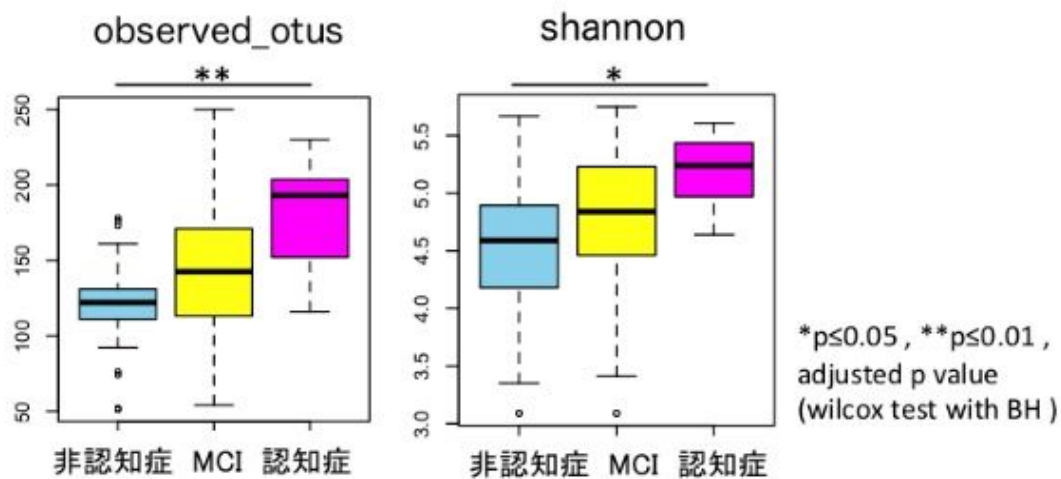 observed_otus
**
250
200
150
100
50
非認知症 MCI 認知症
shannon
*
5.5
5.0
4.5
4.0
3.5
3.0
非認知症 MCI 認知症
*p≤0.05 , **p≤0.01 ,
adjusted p value
(wilcox test with BH )